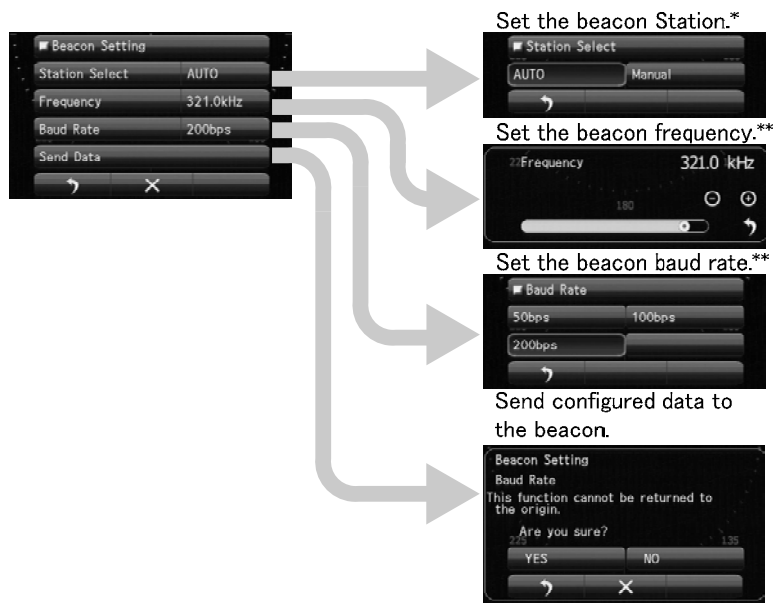 Beacon Setting
Station Select AUTO
Frequency 321.0kHz
Baud Rate 200bps
Send Data
Set the beacon Station.*
Station Select
AUTO Manual
Set the beacon frequency.**
22 Frequency 321.0 kHz
180
Set the beacon baud rate.**
Baud Rate
50bps 100bps
200bps
Send configured data to
the beacon.
Beacon Setting
Baud Rate
This function cannot be returned to
the origin.
Are you sure?
225 135
YES NO